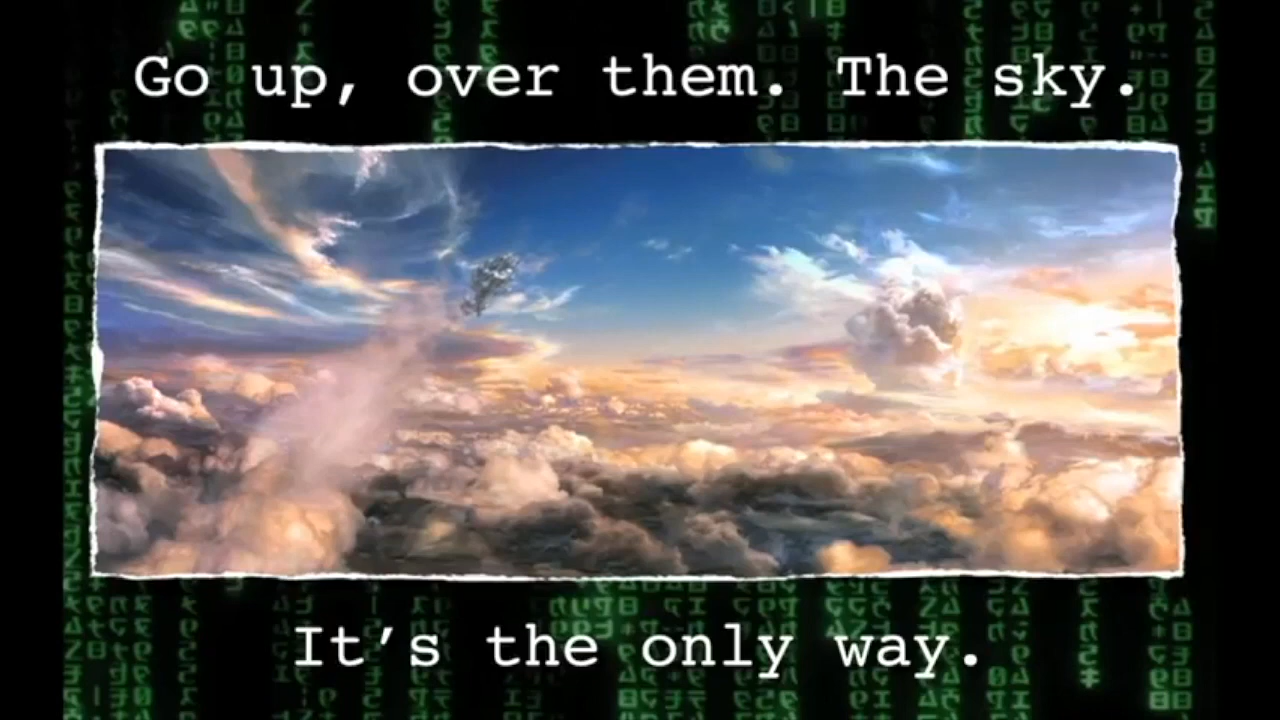 Go up, over them. The sky.
It’s the only way.